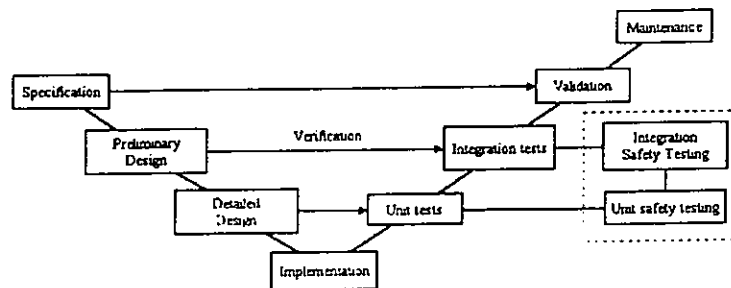 Maintenance
Specification
Validation
Verification
Preliminary
Design
Integration tests
Integration
Safety Testing
Detailed
Design
Unit tests
Unit safety testing
Implementation